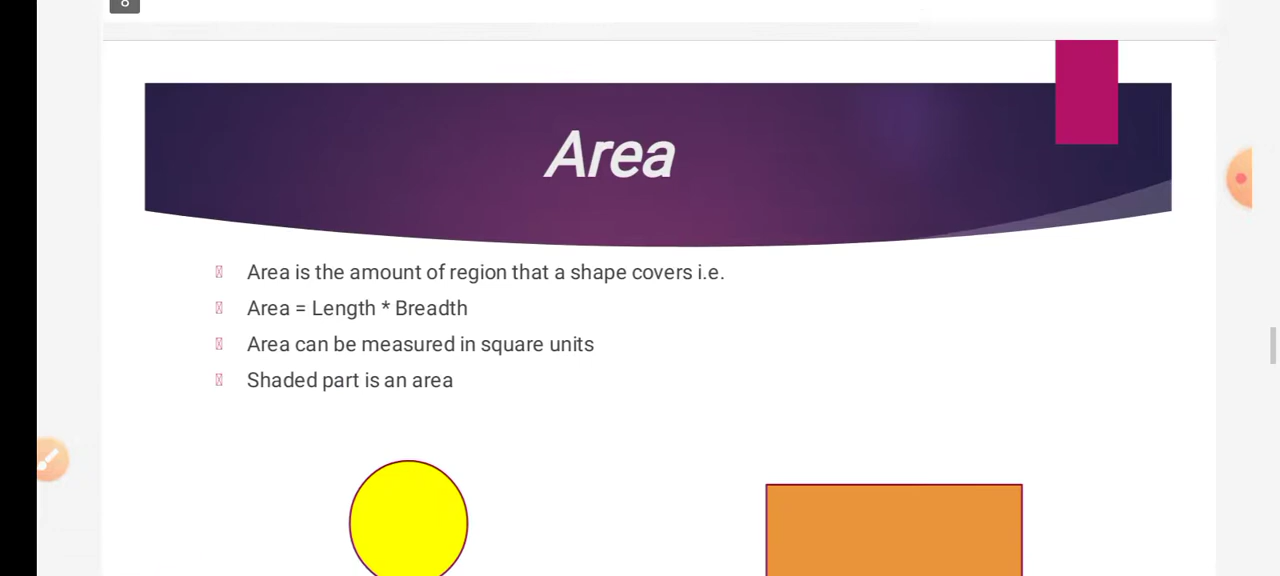 8
Area
Area is the amount of region that a shape covers i.e.
Area = Length * Breadth
Area can be measured in square units
Shaded part is an area